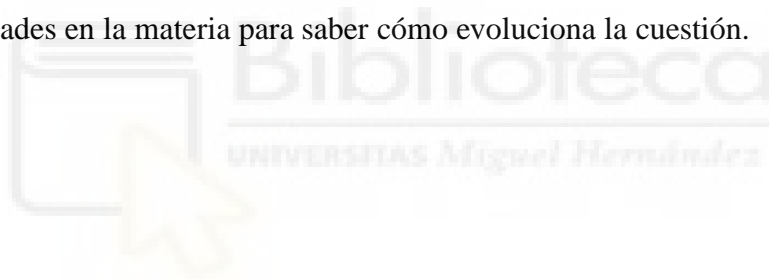 ades en la materia para saber cómo evoluciona la cuestión.
Biblioteca
UNIVERSITAS Miguel Hernández